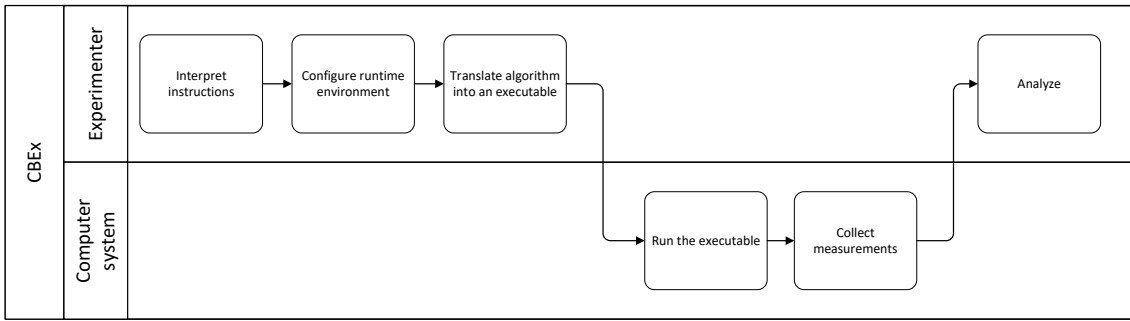 CBEx
Experimenter
Interpret
instructions
Configure runtime
environment
Translate algorithm
into an executable
Analyze
Computer
system
Run the executable
Collect
measurements